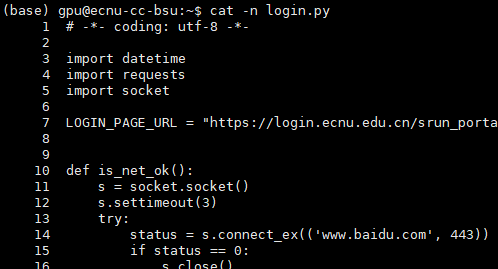 (base) gpu@ecnu-cc-bsu:~$ cat -n login.py
1 # -*- coding: utf-8 -*-
2
3 import datetime
4 import requests
5 import socket
6
7 LOGIN_PAGE_URL = "https://login.ecnu.edu.cn/srun_porta
8
9
10 def is_net_ok():
11 s = socket.socket()
12 s.settimeout(3)
13 try:
14 status = s.connect_ex(('www.baidu.com', 443))
15 if status == 0:
16 s.close()